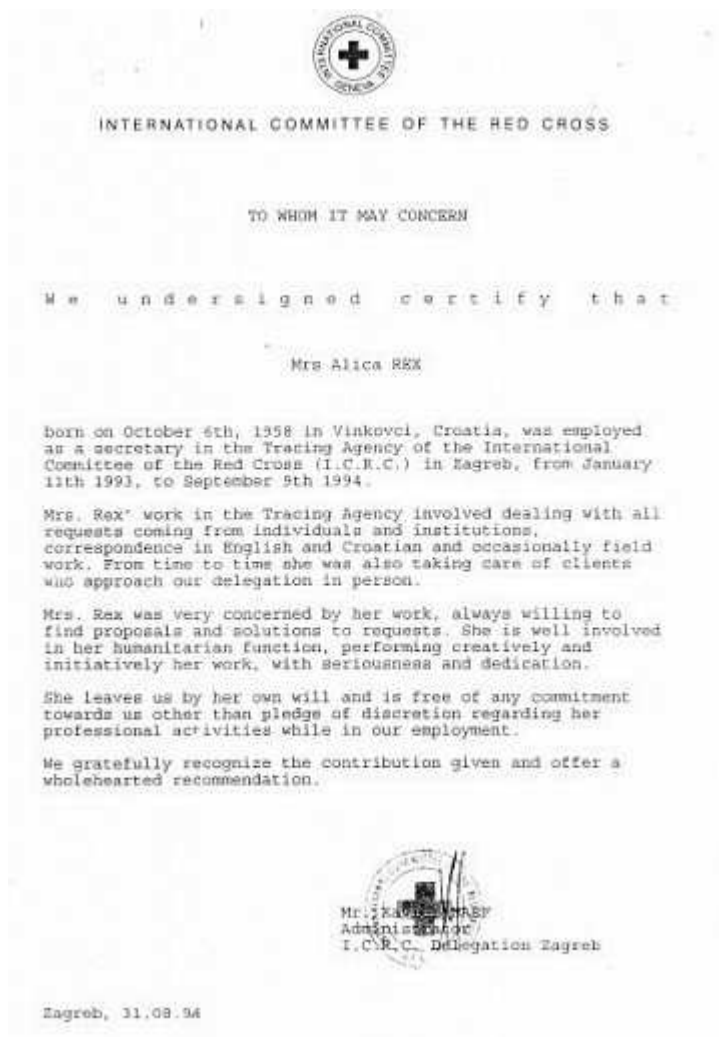 INTERNATIONAL COMMITTEE
GENEVA
INTERNATIONAL COMMITTEE OF THE RED CROSS
TO WHOM IT MAY CONCERN
We undersigned certify that
Mrs Alica REX
born on October 6th, 1958 in Vinkovci, Croatia, was employed
as a secretary in the Tracing Agency of the International
Committee of the Red Cross (I.C.R.C.) in Zagreb, from January
11th 1993, to September 9th 1994.
Mrs. Rex' work in the Tracing Agency involved dealing with all
requests coming from individuals and institutions,
correspondence in English and Croatian and occasionally field
work. From time to time she was also taking care of clients
who approach our delegation in person.
Mrs. Rex was very concerned by her work, always willing to
find proposals and solutions to requests. She is well involved
in her humanitarian function, performing creatively and
initiatively her work, with seriousness and dedication.
She leaves us by her own will and is free of any commitment
towards us other than pledge of discretion regarding her
professional activities while in our employment.
We gratefully recognize the contribution given and offer a
wholehearted recommendation.
Mr.
Administrator
I.C.R.C. Delegation Zagreb
Zagreb, 31.08.94